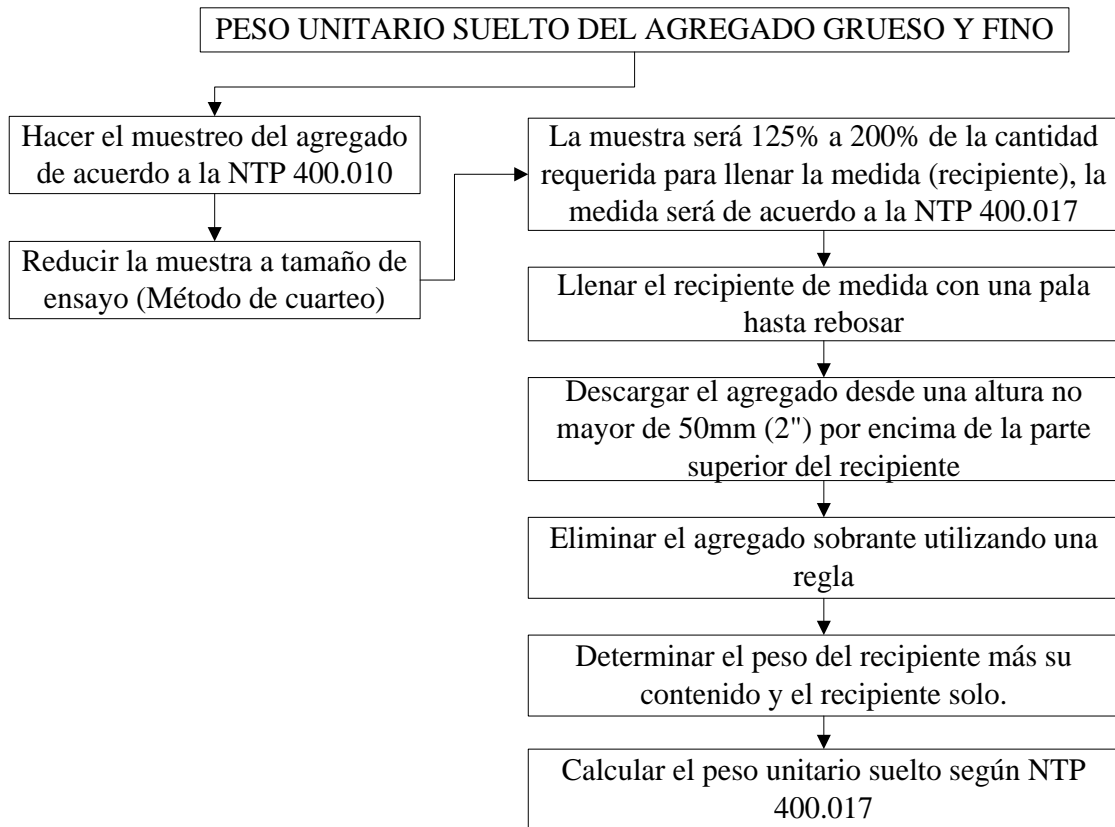 PESO UNITARIO SUELTO DEL AGREGADO GRUESO Y FINO
Hacer el muestreo del agregado
de acuerdo a la NTP 400.010
Reducir la muestra a tamaño de
ensayo (Método de cuarteo)
La muestra será 125% a 200% de la cantidad
requerida para llenar la medida (recipiente), la
medida será de acuerdo a la NTP 400.017
Llenar el recipiente de medida con una pala
hasta rebosar
Descargar el agregado desde una altura no
mayor de 50mm (2") por encima de la parte
superior del recipiente
Eliminar el agregado sobrante utilizando una
regla
Determinar el peso del recipiente más su
contenido y el recipiente solo.
Calcular el peso unitario suelto según NTP
400.017